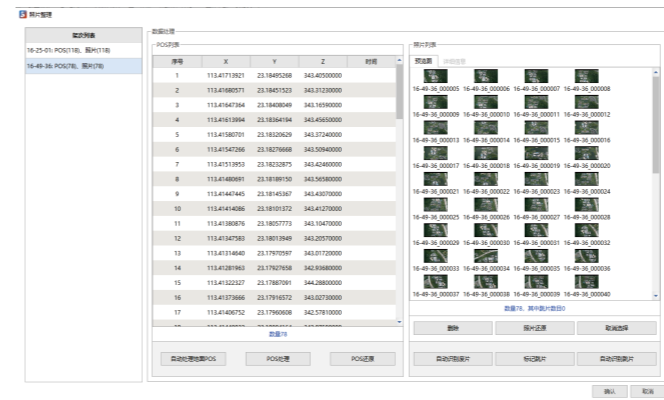 照片整理
架次列表
16-25-01: POS(118)、照片(118)
16-49-36: POS(78)、照片(78)
数据处理
POS列表
序号 X Y Z 时间
1 113.41713921 23.18495268 343.40500000
2 113.41680571 23.18451523 343.31230000
3 113.41647364 23.18408049 343.16590000
4 113.41613994 23.18364194 343.45650000
5 113.41580701 23.18320629 343.37240000
6 113.41547266 23.18276668 343.50940000
7 113.41513953 23.18232875 343.42460000
8 113.41480691 23.18189150 343.56580000
9 113.41447445 23.18145367 343.43070000
10 113.41414086 23.18101372 343.41270000
11 113.41380876 23.18057773 343.10470000
12 113.41347583 23.18013949 343.20570000
13 113.41314640 23.17970597 343.01720000
14 113.41281963 23.17927658 342.93680000
15 113.41322327 23.17887091 344.28800000
16 113.41373666 23.17916572 343.02730000
17 113.41406752 23.17960608 342.57810000
数量78
自动处理地面POS POS处理 POS还原
照片列表
预览图 详细信息
16-49-36_000005 16-49-36_000006 16-49-36_000007 16-49-36_000008
16-49-36_000009 16-49-36_000010 16-49-36_000011 16-49-36_000012
16-49-36_000013 16-49-36_000014 16-49-36_000015 16-49-36_000016
16-49-36_000017 16-49-36_000018 16-49-36_000019 16-49-36_000020
16-49-36_000021 16-49-36_000022 16-49-36_000023 16-49-36_000024
16-49-36_000025 16-49-36_000026 16-49-36_000027 16-49-36_000028
16-49-36_000029 16-49-36_000030 16-49-36_000031 16-49-36_000032
16-49-36_000033 16-49-36_000034 16-49-36_000035 16-49-36_000036
16-49-36_000037 16-49-36_000038 16-49-36_000039 16-49-36_000040
数量78，其中跳片数目0
删除 照片还原 取消选择
自动识别废片 标记跳片 自动识别跳片
确认 取消